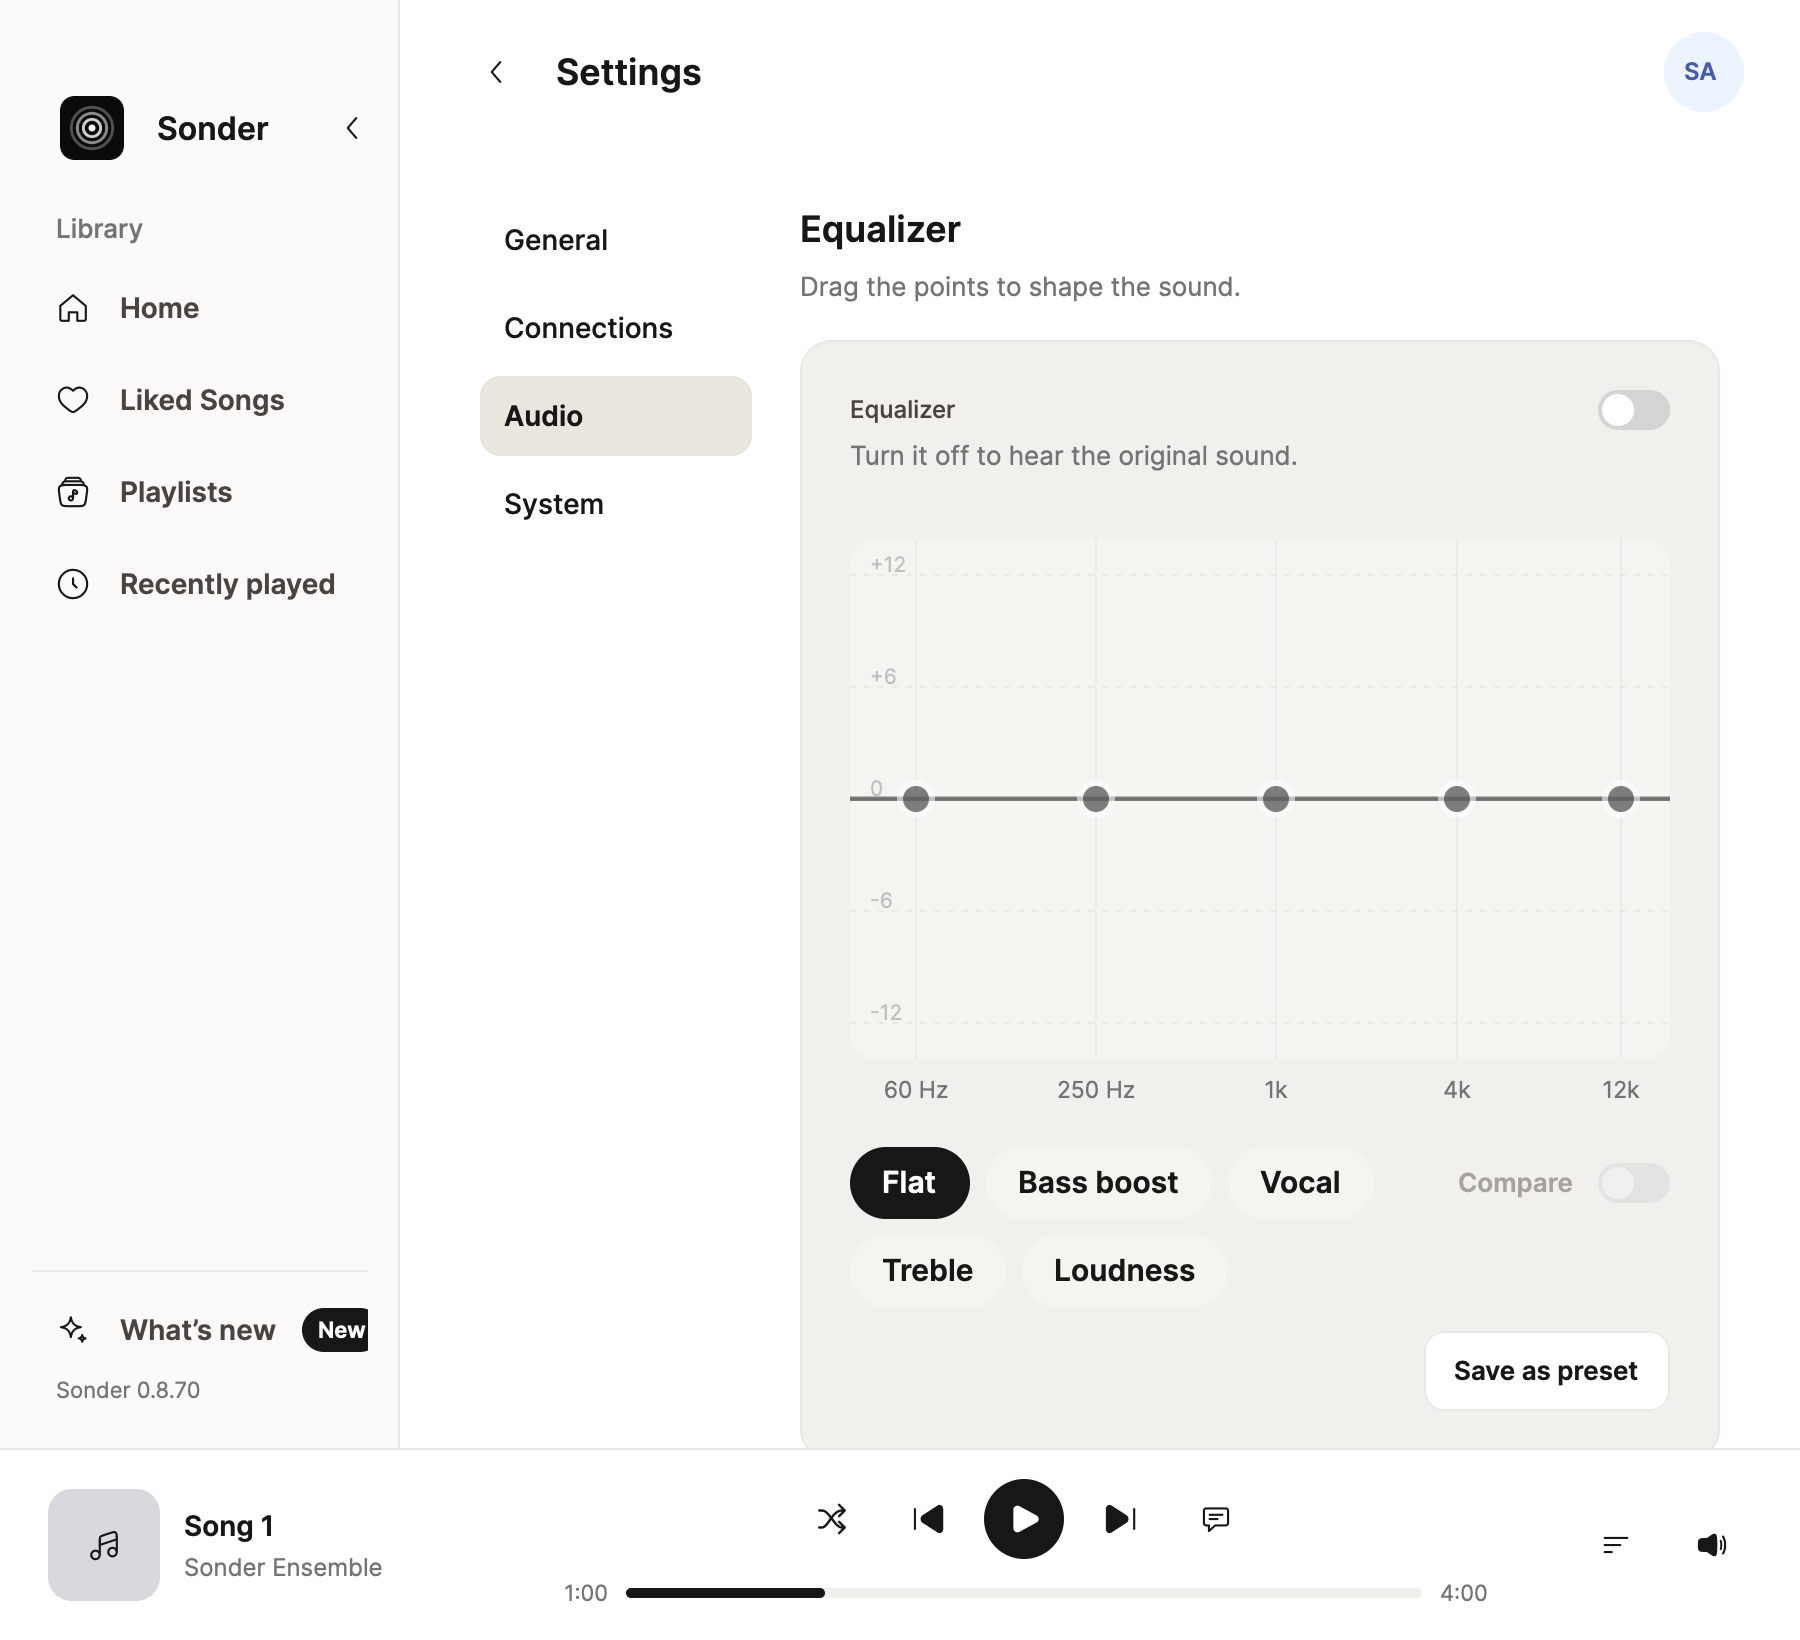 Sonder
Library
Home
Liked Songs
Playlists
Recently played
What’s new
New
Sonder 0.8.70
Settings
SA
General
Connections
Audio
System
Equalizer
Drag the points to shape the sound.
Equalizer
Turn it off to hear the original sound.
+12
+6
0
-6
-12
60 Hz 250 Hz 1k 4k 12k
Flat Bass boost Vocal Compare
Treble Loudness
Save as preset
Song 1
Sonder Ensemble
1:00 4:00